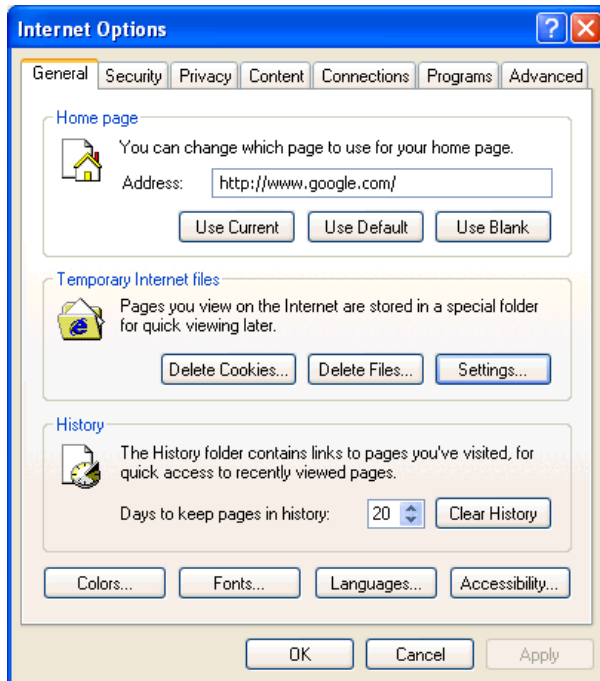 Internet Options
General Security Privacy Content Connections Programs Advanced
Home page
You can change which page to use for your home page.
Address: http://www.google.com/
Use Current Use Default Use Blank
Temporary Internet files
Pages you view on the Internet are stored in a special folder
for quick viewing later.
Delete Cookies... Delete Files... Settings...
History
The History folder contains links to pages you've visited, for
quick access to recently viewed pages.
Days to keep pages in history: 20 Clear History
Colors... Fonts... Languages... Accessibility...
OK Cancel Apply